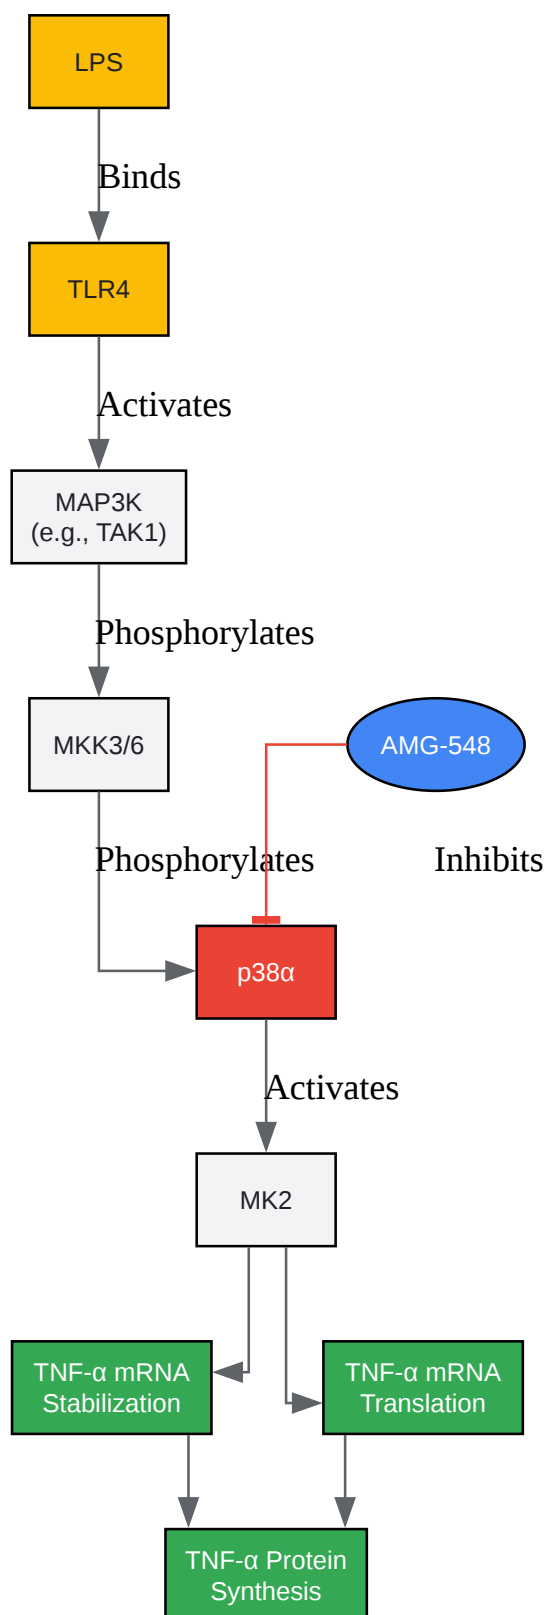 LPS
Binds
TLR4
Activates
MAP3K
(e.g., TAK1)
Phosphorylates
MKK3/6
AMG-548
Phosphorylates
Inhibits
p38α
Activates
MK2
TNF-α mRNA
Stabilization
TNF-α mRNA
Translation
TNF-α Protein
Synthesis